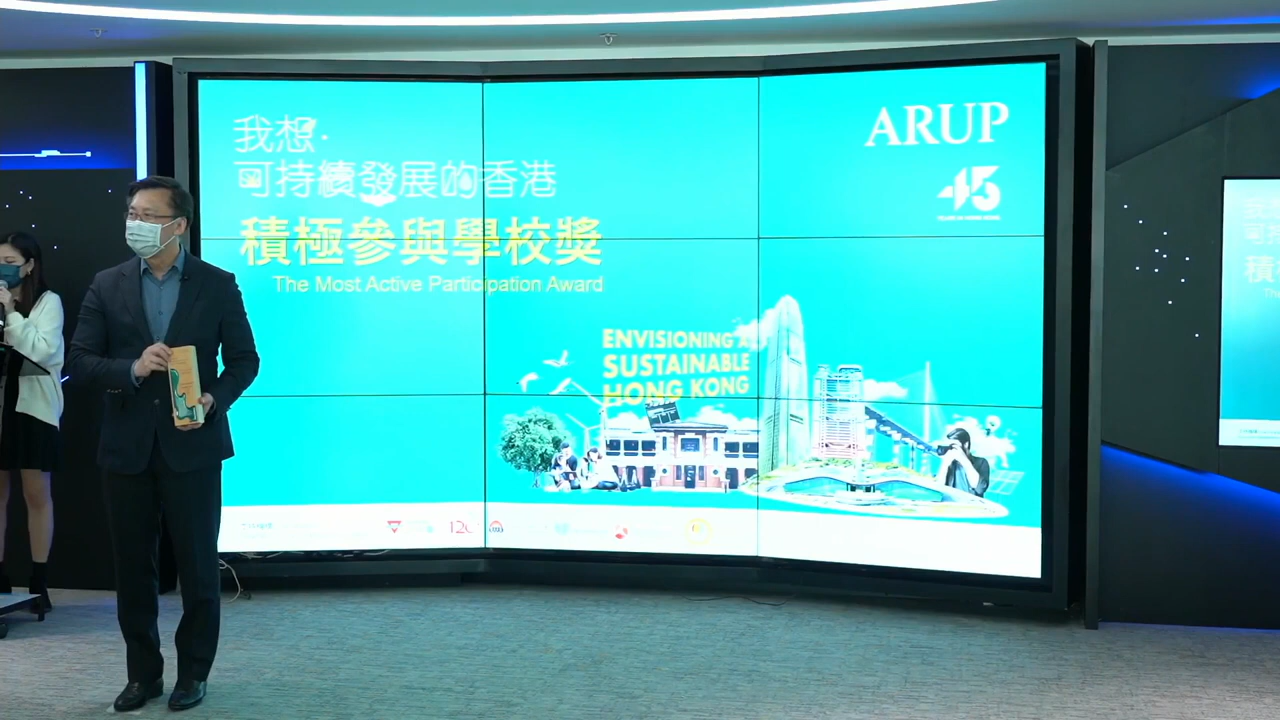 我想‧
可持續發展的香港
積極參與學校獎
The Most Active Participation Award
ARUP
45
ENVISIONING A
SUSTAINABLE
HONG KONG
120